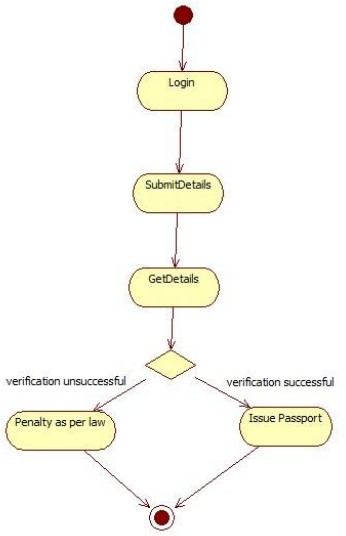 Login
SubmitDetails
GetDetails
verification unsuccessful
verification successful
Penalty as per law
Issue Passport